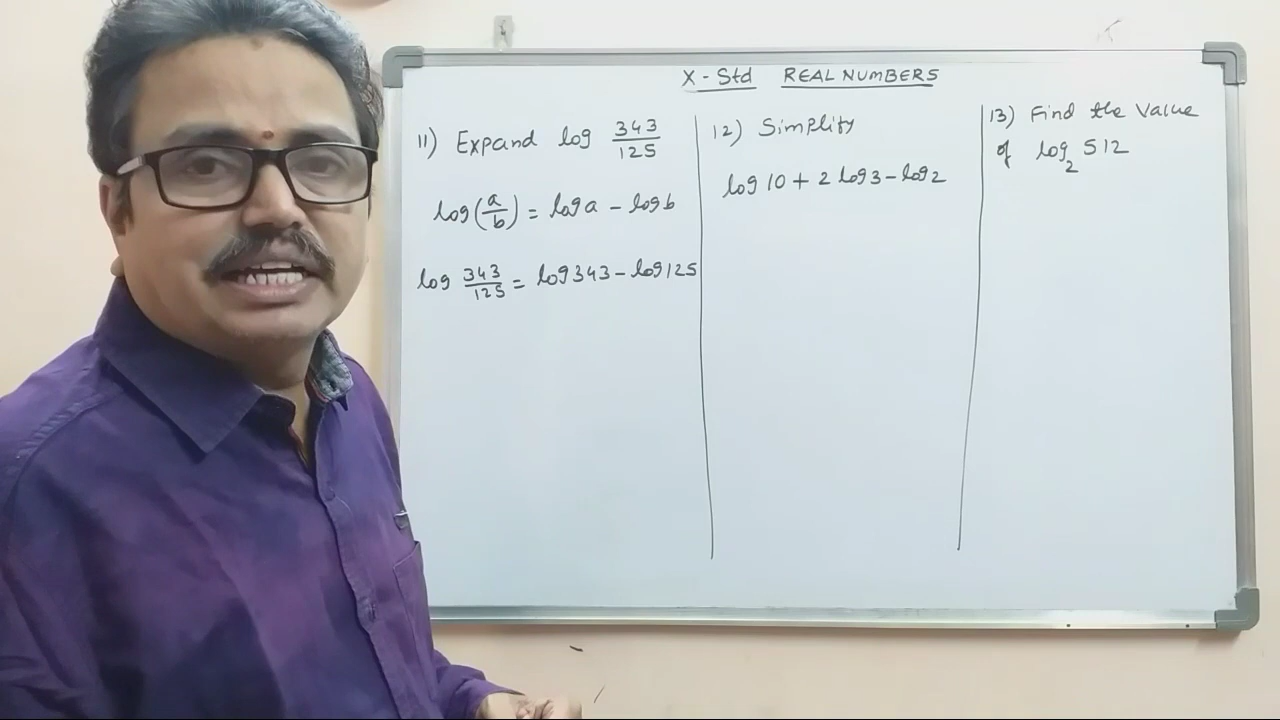 X - Std REAL NUMBERS
11) Expand log 343/125
log(a/b) = log a - log b
log 343/125 = log 343 - log 125
12) Simplify
log 10 + 2 log 3 - log 2
13) Find the Value
of log₂ 512